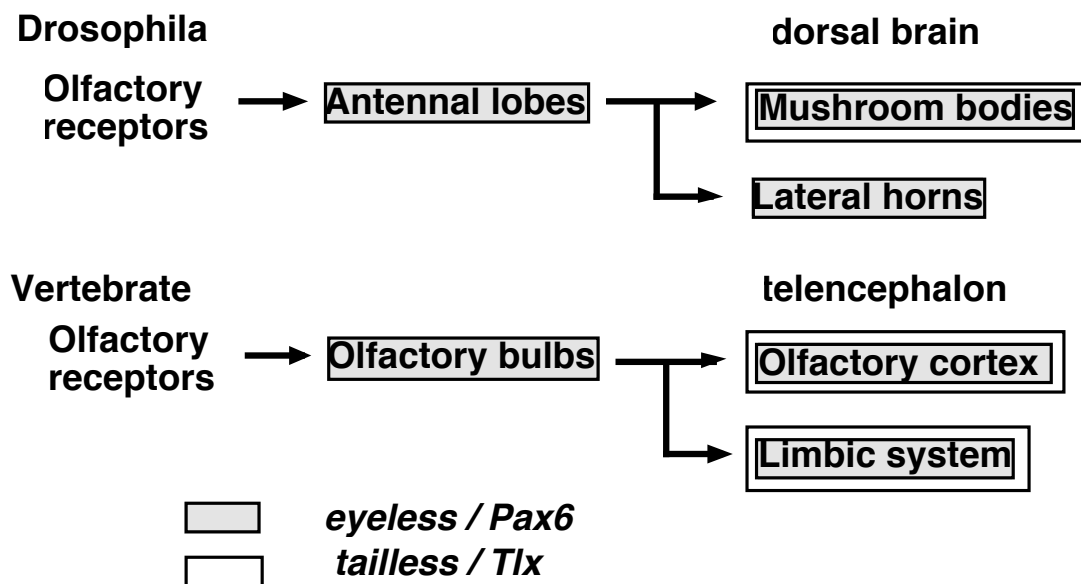 Drosophila
dorsal brain
Olfactory
receptors
Antennal lobes
Mushroom bodies
Lateral horns
Vertebrate
telencephalon
Olfactory
receptors
Olfactory bulbs
Olfactory cortex
Limbic system
eyeless / Pax6
tailless / Tlx